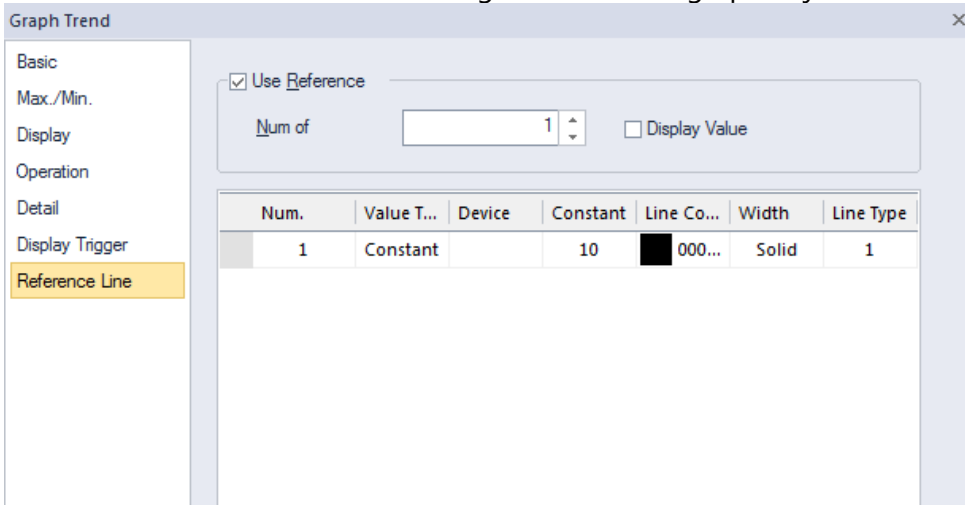 Graph Trend
Basic
Max./Min.
Display
Operation
Detail
Display Trigger
Reference Line
Use Reference
Num of 1 Display Value
Num. Value T... Device Constant Line Co... Width Line Type
1 Constant 10 000... Solid 1